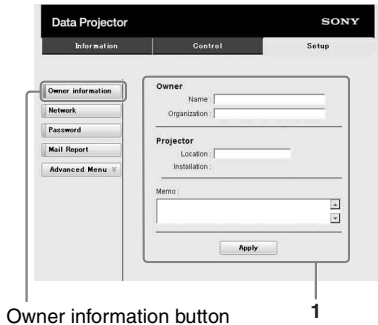 Data Projector SONY
Information Control Setup
Owner information
Network
Password
Mail Report
Advanced Menu
Owner
Name :
Organization :
Projector
Location :
Installation :
Memo :
Apply
Owner information button 1